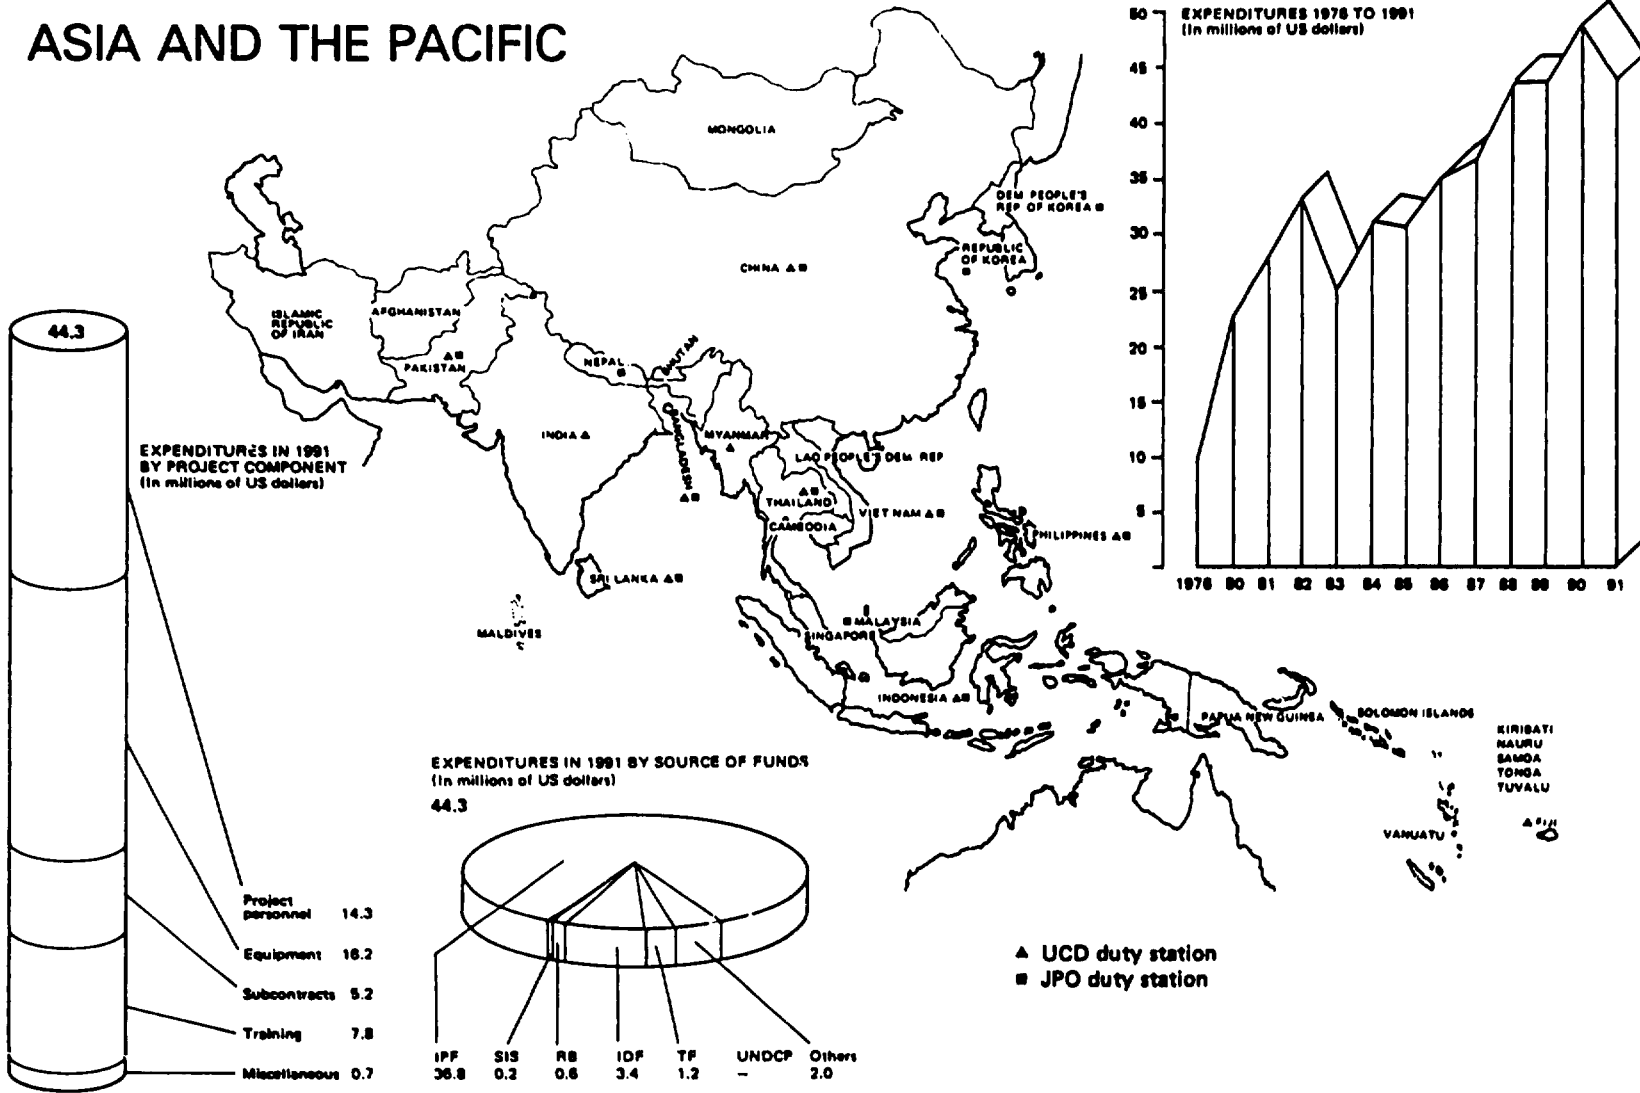 ASIA AND THE PACIFIC
EXPENDITURES 1976 TO 1991
(In millions of US dollars)
50
45
40
35
30
25
20
15
10
5
1976 80 81 82 83 84 85 86 87 88 89 90 91
MONGOLIA
DEM PEOPLE'S
REP OF KOREA ■
REPUBLIC
OF KOREA
■
CHINA ▲ ■
ISLAMIC
REPUBLIC
OF IRAN
AFGHANISTAN
▲ ■
PAKISTAN
NEPAL
■
BHUTAN
INDIA ▲
BANGLADESH
▲ ■
MYANMAR
▲
LAO PEOPLE'S DEM REP
▲ ■
THAILAND
VIET NAM ▲ ■
CAMBODIA
PHILIPPINES ▲ ■
SRI LANKA ▲ ■
MALDIVES
■ MALAYSIA
SINGAPORE
INDONESIA ▲ ■
PAPUA NEW GUINEA
SOLOMON ISLANDS
KIRIBATI
NAURU
SAMOA
TONGA
TUVALU
▲ FIJI
VANUATU
44.3
EXPENDITURES IN 1991
BY PROJECT COMPONENT
(In millions of US dollars)
Project
personnel 14.3
Equipment 16.2
Subcontracts 5.2
Training 7.8
Miscellaneous 0.7
EXPENDITURES IN 1991 BY SOURCE OF FUNDS
(In millions of US dollars)
44.3
IPF SIS RB IDF TF UNDCP Others
36.8 0.2 0.6 3.4 1.2 – 2.0
▲ UCD duty station
■ JPO duty station